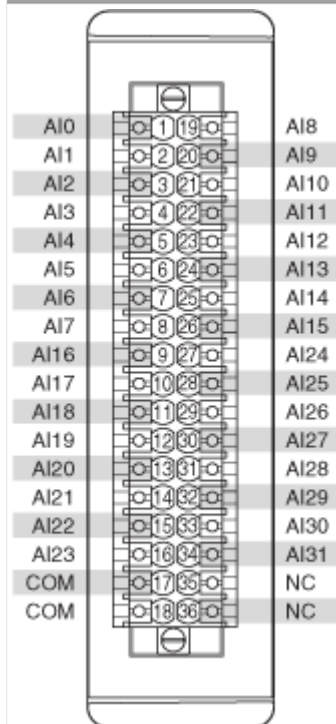 AI0 1 19 AI8
AI1 2 20 AI9
AI2 3 21 AI10
AI3 4 22 AI11
AI4 5 23 AI12
AI5 6 24 AI13
AI6 7 25 AI14
AI7 8 26 AI15
AI16 9 27 AI24
AI17 10 28 AI25
AI18 11 29 AI26
AI19 12 30 AI27
AI20 13 31 AI28
AI21 14 32 AI29
AI22 15 33 AI30
AI23 16 34 AI31
COM 17 35 NC
COM 18 36 NC